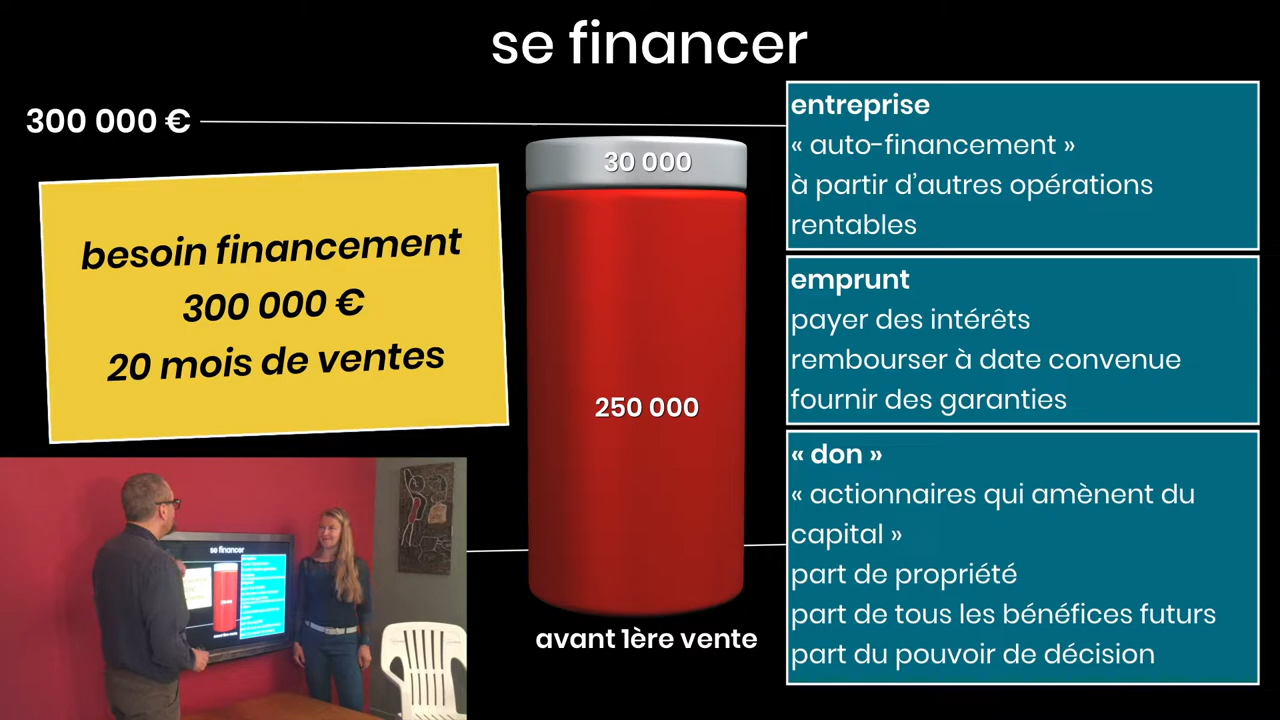 se financer
300 000 €
besoin financement
300 000 €
20 mois de ventes
30 000
250 000
avant 1ère vente
entreprise
« auto-financement »
à partir d’autres opérations
rentables
emprunt
payer des intérêts
rembourser à date convenue
fournir des garanties
« don »
« actionnaires qui amènent du
capital »
part de propriété
part de tous les bénéfices futurs
part du pouvoir de décision
se financer